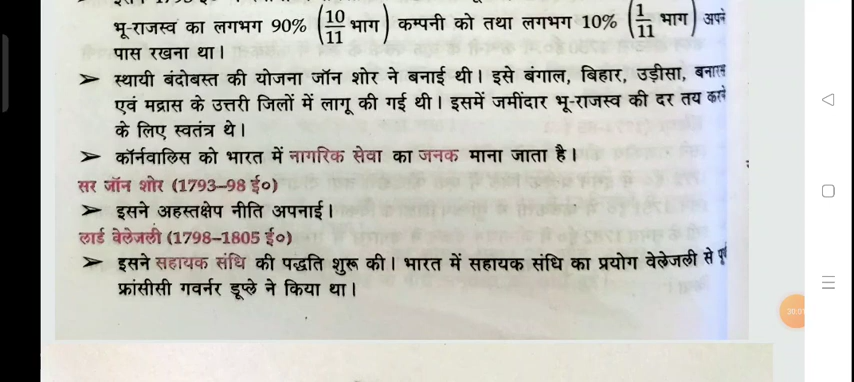 भू-राजस्व का लगभग 90% (10/11 भाग) कम्पनी को तथा लगभग 10% (1/11 भाग) अपने
पास रखना था।
➤ स्थायी बंदोबस्त की योजना जॉन शोर ने बनाई थी। इसे बंगाल, बिहार, उड़ीसा, बनारस
एवं मद्रास के उत्तरी जिलों में लागू की गई थी। इसमें जमींदार भू-राजस्व की दर तय करने
के लिए स्वतंत्र थे।
➤ कॉर्नवालिस को भारत में नागरिक सेवा का जनक माना जाता है।
सर जॉन शोर (1793–98 ई०)
➤ इसने अहस्तक्षेप नीति अपनाई।
लार्ड वेलेजली (1798-1805 ई०)
➤ इसने सहायक संधि की पद्धति शुरू की। भारत में सहायक संधि का प्रयोग वेलेजली से पूर्व
फ्रांसीसी गवर्नर डूप्ले ने किया था।